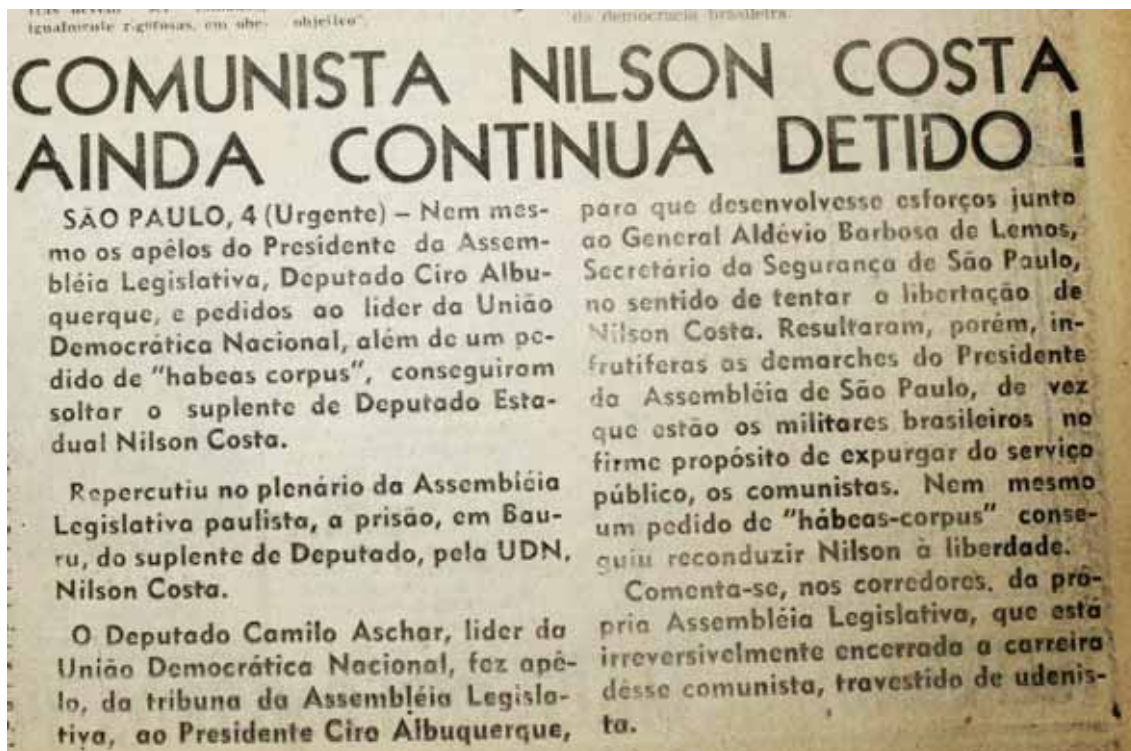 igualmente rigorosas, em obe-
objetico".
da democracia brasileira.
COMUNISTA NILSON COSTA
AINDA CONTINUA DETIDO !
SÃO PAULO, 4 (Urgente) — Nem mes-
mo os apêlos do Presidente da Assem-
bléia Legislativa, Deputado Ciro Albu-
querque, e pedidos ao lider da União
Democrática Nacional, além de um pe-
dido de "habeas corpus", conseguiram
soltar o suplente de Deputado Esta-
dual Nilson Costa.
Repercutiu no plenário da Assembléia
Legislativa paulista, a prisão, em Bau-
ru, do suplente de Deputado, pela UDN,
Nilson Costa.
O Deputado Camilo Aschar, lider da
União Democrática Nacional, fez apê-
lo, da tribuna da Assembléia Legisla-
tiva, ao Presidente Ciro Albuquerque,
para que desenvolvesse esforços junto
ao General Aldévio Barbosa de Lemos,
Secretário da Segurança de São Paulo,
no sentido de tentar a libertação de
Nilson Costa. Resultaram, porém, in-
frutíferas as demarches do Presidente
da Assembléia de São Paulo, de vez
que estão os militares brasileiros no
firme propósito de expurgar do serviço
público, os comunistas. Nem mesmo
um pedido de "hábeas-corpus" conse-
guiu reconduzir Nilson à liberdade.
Comenta-se, nos corredores, da pró-
pria Assembléia Legislativa, que está
irreversivelmente encerrada a carreira
dêsse comunista, travestido de udenis-
ta.